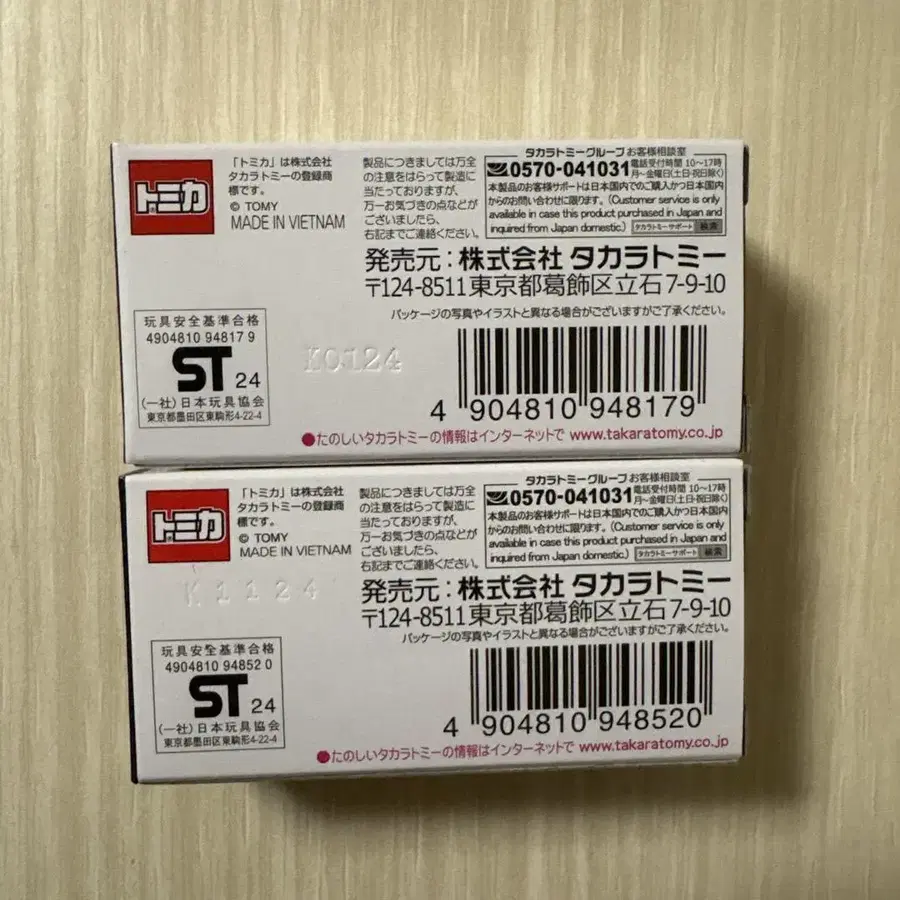 トミカ
「トミカ」は株式会社
タカラトミーの登録商
標です。
© TOMY
MADE IN VIETNAM
製品につきましては万全
の注意をはらって製造に
当たっておりますが、
万一お気づきの点などが
ございましたら、
右記までご連絡ください。
タカラトミーグループ お客様相談室
0570-041031 電話受付時間 10〜17時
月〜金曜日(土日・祝日除く)
本製品のお客様サポートは日本国内でのご購入かつ日本国内
からのお問い合わせに限ります。(Customer service is only
available in case this product purchased in Japan and
inquired from Japan domestic.) タカラトミーサポート 検索
発売元:株式会社 タカラトミー
〒124-8511 東京都葛飾区立石7-9-10
パッケージの写真やイラストと異なる場合がございますがご了承ください。
玩具安全基準合格
4904810 94817 9
ST 24
(一社)日本玩具協会
東京都墨田区東駒形4-22-4
K0124
4 904810 948179
●たのしいタカラトミーの情報はインターネットで www.takaratomy.co.jp
トミカ
「トミカ」は株式会社
タカラトミーの登録商
標です。
© TOMY
MADE IN VIETNAM
製品につきましては万全
の注意をはらって製造に
当たっておりますが、
万一お気づきの点などが
ございましたら、
右記までご連絡ください。
タカラトミーグループ お客様相談室
0570-041031 電話受付時間 10〜17時
月〜金曜日(土日・祝日除く)
本製品のお客様サポートは日本国内でのご購入かつ日本国内
からのお問い合わせに限ります。(Customer service is only
available in case this product purchased in Japan and
inquired from Japan domestic.) タカラトミーサポート 検索
発売元:株式会社 タカラトミー
〒124-8511 東京都葛飾区立石7-9-10
パッケージの写真やイラストと異なる場合がございますがご了承ください。
K1124
玩具安全基準合格
4904810 94852 0
ST 24
(一社)日本玩具協会
東京都墨田区東駒形4-22-4
4 904810 948520
●たのしいタカラトミーの情報はインターネットで www.takaratomy.co.jp